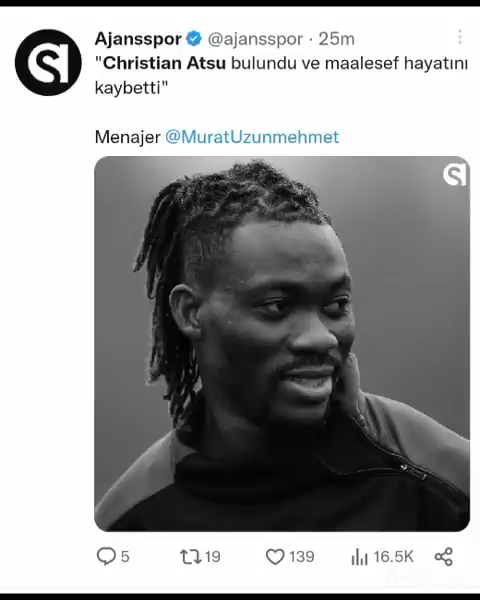 Ajansspor @ajansspor · 25m
"Christian Atsu bulundu ve maalesef hayatını
kaybetti"
Menajer @MuratUzunmehmet
5 19 139 16.5K